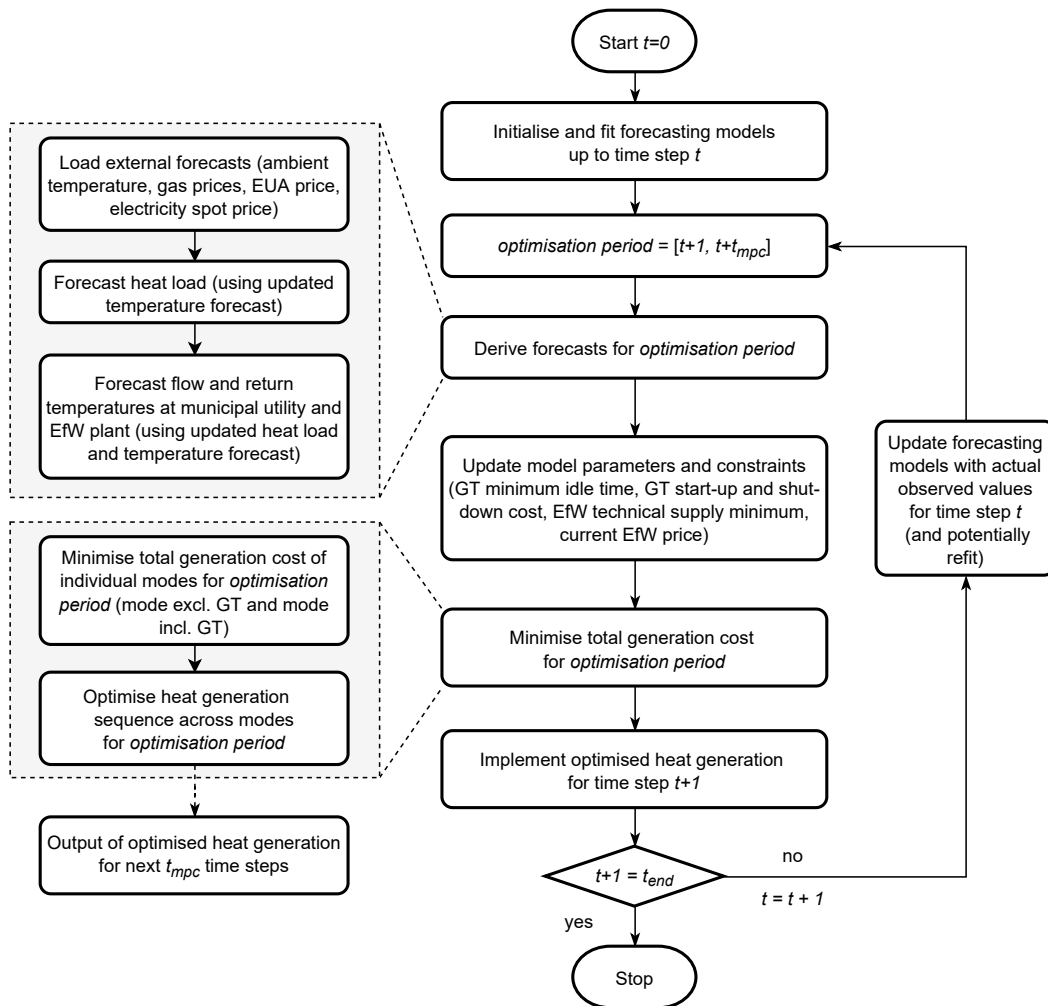 Start t=0
Initialise and fit forecasting models
up to time step t
optimisation period = [t+1, t+tmpc]
Derive forecasts for optimisation period
Load external forecasts (ambient
temperature, gas prices, EUA price,
electricity spot price)
Forecast heat load (using updated
temperature forecast)
Forecast flow and return
temperatures at municipal utility and
EfW plant (using updated heat load
and temperature forecast)
Update model parameters and constraints
(GT minimum idle time, GT start-up and shut-
down cost, EfW technical supply minimum,
current EfW price)
Minimise total generation cost
for optimisation period
Minimise total generation cost of
individual modes for optimisation
period (mode excl. GT and mode
incl. GT)
Optimise heat generation
sequence across modes
for optimisation period
Output of optimised heat generation
for next tmpc time steps
Implement optimised heat generation
for time step t+1
t+1 = tend
no
t = t + 1
yes
Update forecasting
models with actual
observed values
for time step t
(and potentially
refit)
Stop